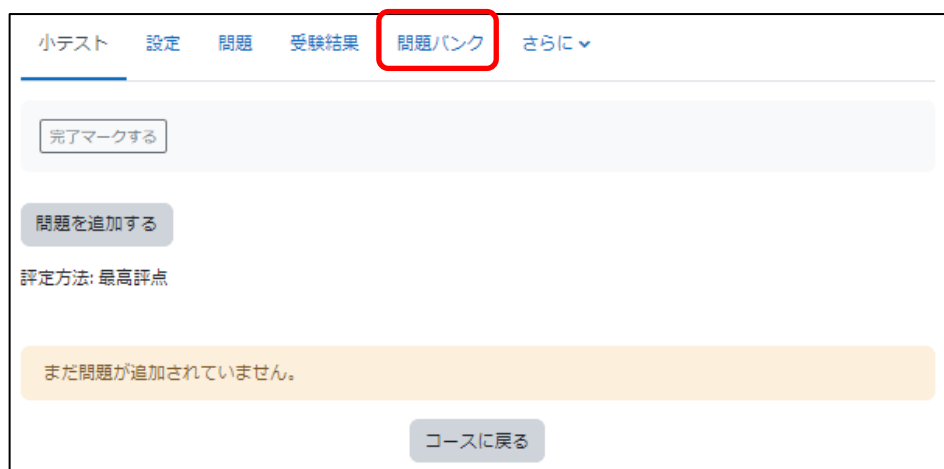 小テスト 設定 問題 受験結果 問題バンク さらに
完了マークする
問題を追加する
評定方法: 最高評点
まだ問題が追加されていません。
コースに戻る